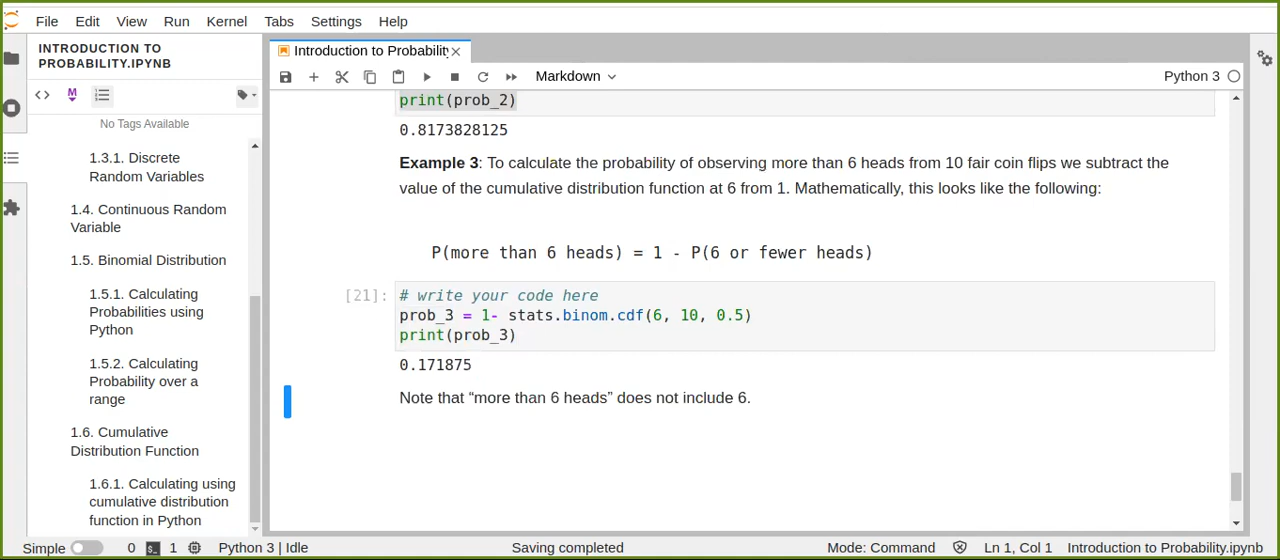 File Edit View Run Kernel Tabs Settings Help
INTRODUCTION TO
PROBABILITY.IPYNB
No Tags Available
1.3.1. Discrete
Random Variables
1.4. Continuous Random
Variable
1.5. Binomial Distribution
1.5.1. Calculating
Probabilities using
Python
1.5.2. Calculating
Probability over a
range
1.6. Cumulative
Distribution Function
1.6.1. Calculating using
cumulative distribution
function in Python
Introduction to Probability
Markdown
Python 3
print(prob_2)
0.8173828125
Example 3: To calculate the probability of observing more than 6 heads from 10 fair coin flips we subtract the
value of the cumulative distribution function at 6 from 1. Mathematically, this looks like the following:
P(more than 6 heads) = 1 - P(6 or fewer heads)
[21]:
# write your code here
prob_3 = 1- stats.binom.cdf(6, 10, 0.5)
print(prob_3)
0.171875
Note that “more than 6 heads” does not include 6.
Simple 0 1 Python 3 | Idle Saving completed Mode: Command Ln 1, Col 1 Introduction to Probability.ipynb